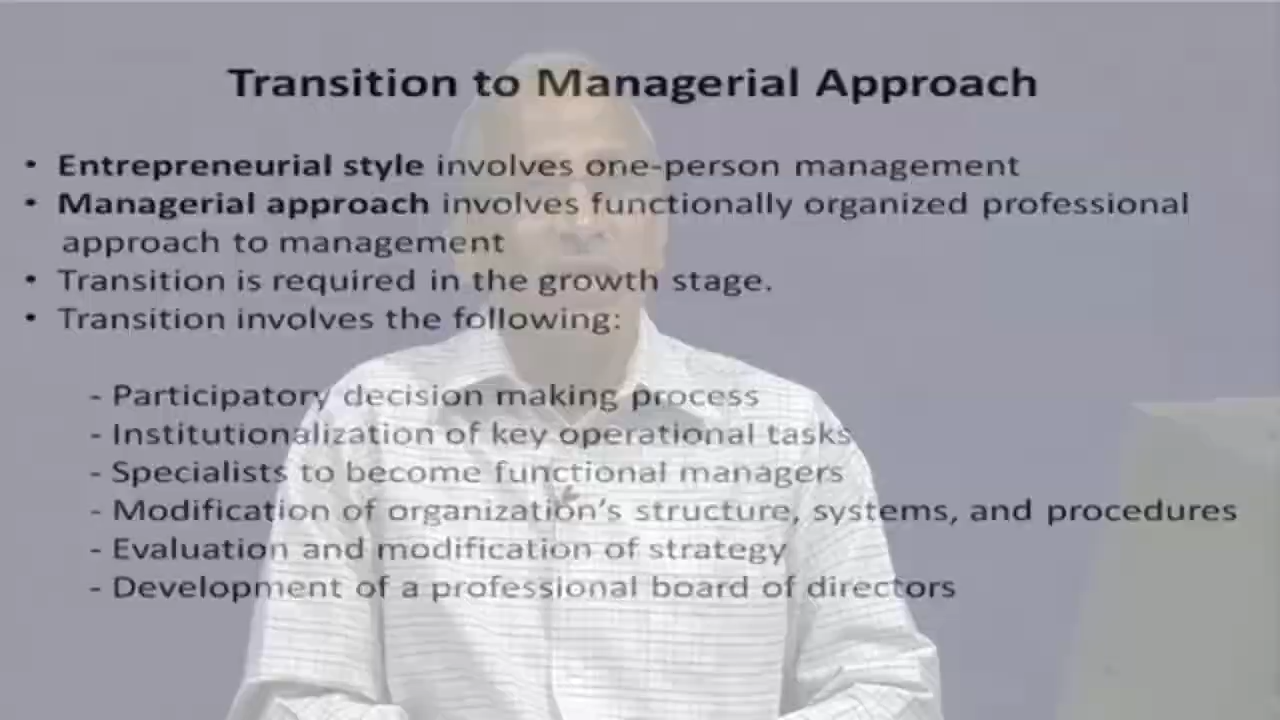 Transition to Managerial Approach
• Entrepreneurial style involves one-person management
• Managerial approach involves functionally organized professional
approach to management
• Transition is required in the growth stage.
• Transition involves the following:
- Participatory decision making process
- Institutionalization of key operational tasks
- Specialists to become functional managers
- Modification of organization's structure, systems, and procedures
- Evaluation and modification of strategy
- Development of a professional board of directors